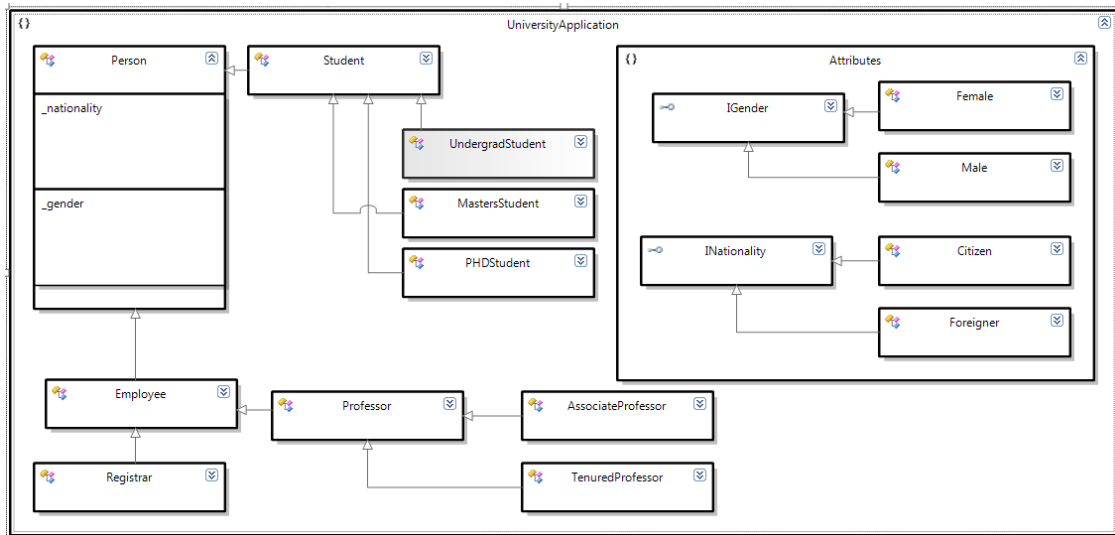 {} UniversityApplication
Person
_nationality
_gender
Student
UndergradStudent
MastersStudent
PHDStudent
{} Attributes
IGender
Female
Male
INationality
Citizen
Foreigner
Employee
Professor
AssociateProfessor
Registrar
TenuredProfessor